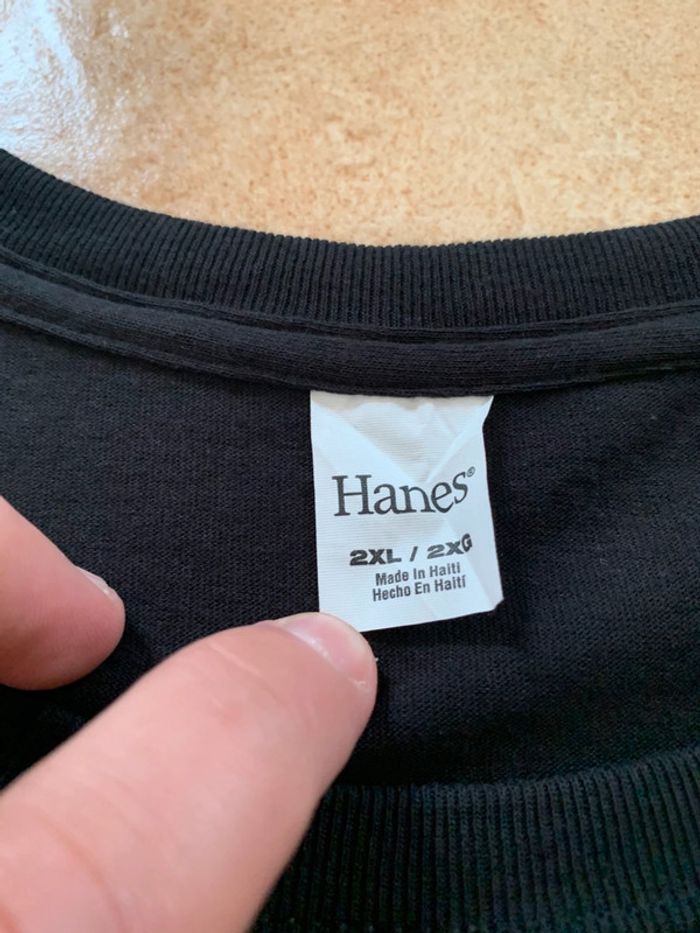 Hanes®
2XL / 2XG
Made In Haiti
Hecho En Haití